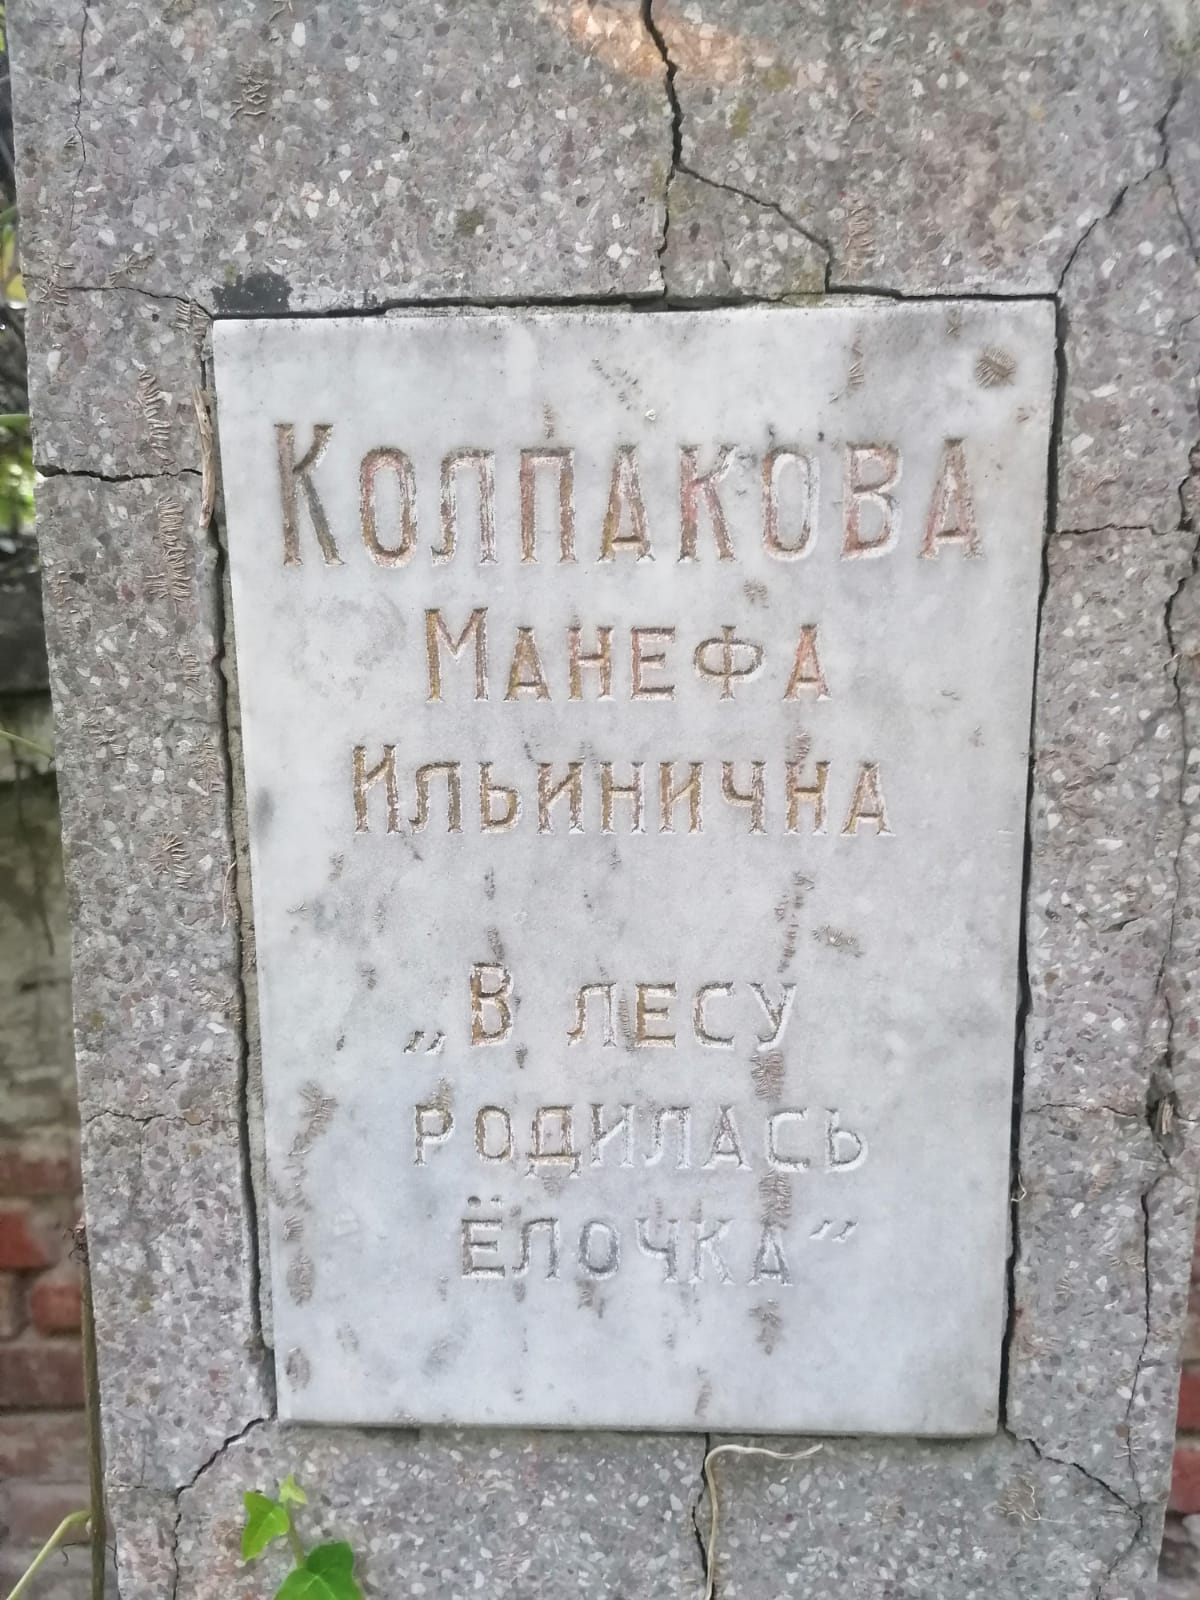 Колпакова
Манефа
Ильинична
„В лесу
родилась
ёлочка”